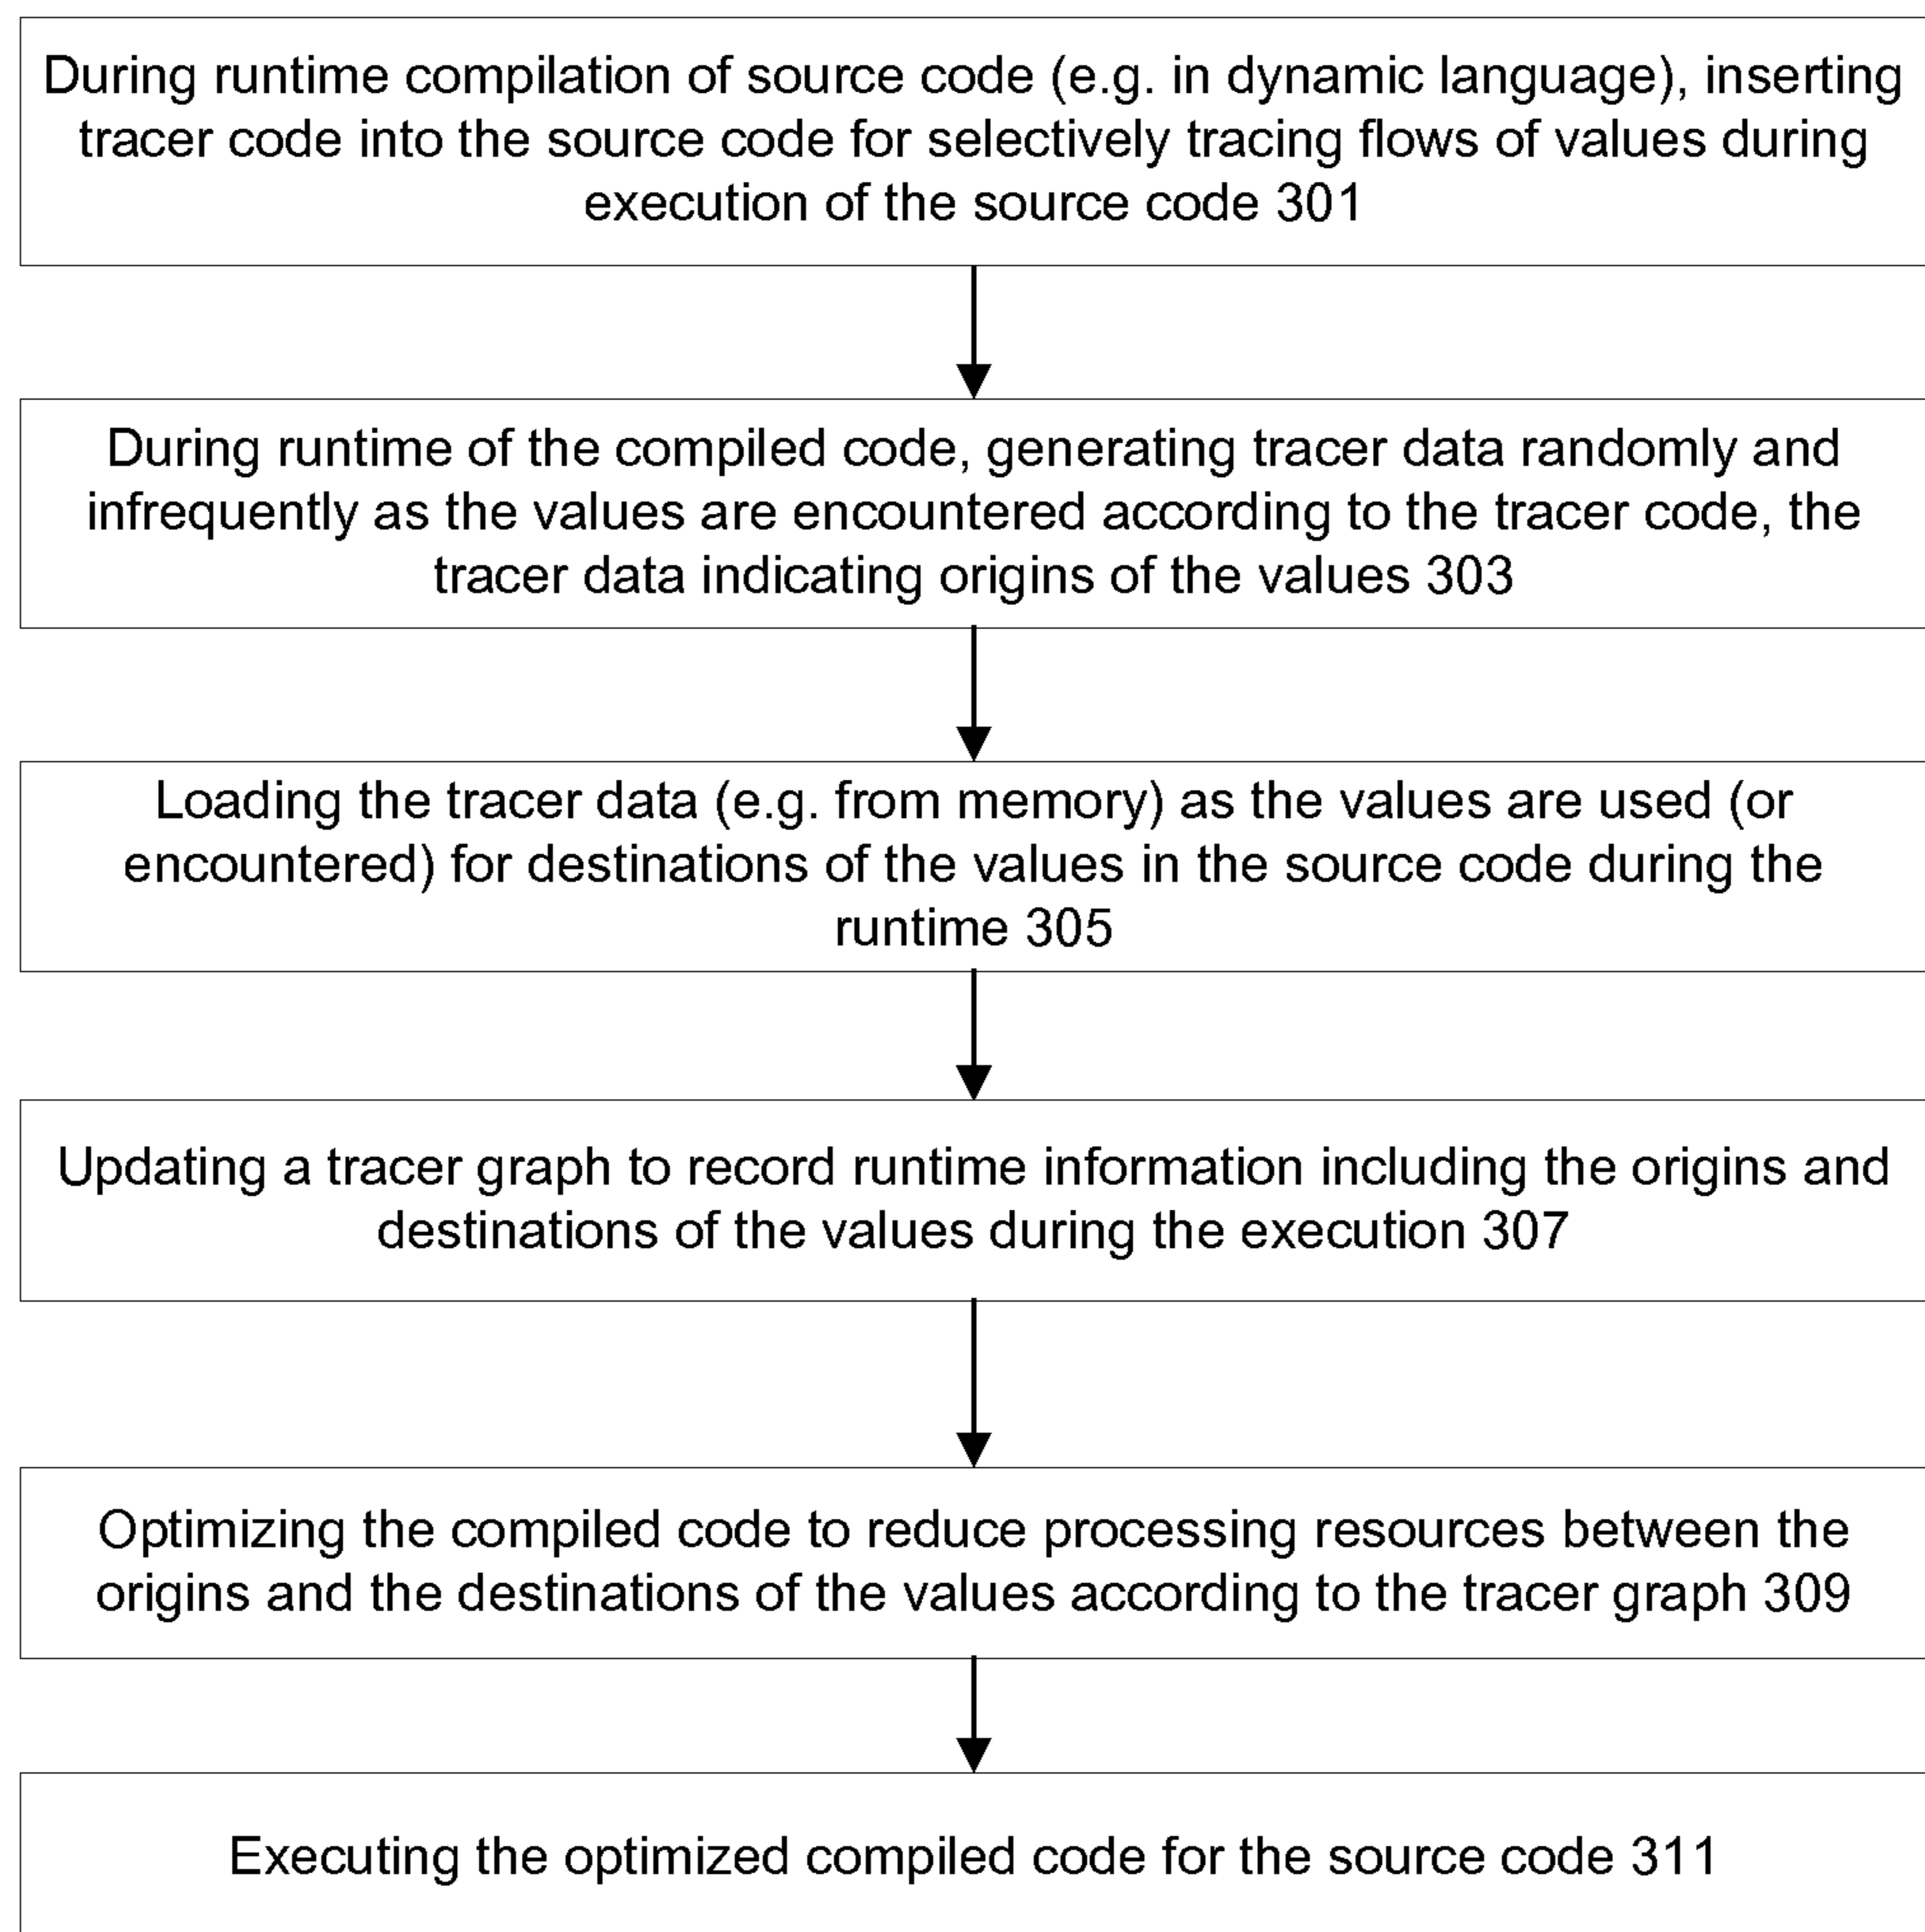 During runtime compilation of source code (e.g. in dynamic language), inserting
tracer code into the source code for selectively tracing flows of values during
execution of the source code 301
During runtime of the compiled code, generating tracer data randomly and
infrequently as the values are encountered according to the tracer code, the
tracer data indicating origins of the values 303
Loading the tracer data (e.g. from memory) as the values are used (or
encountered) for destinations of the values in the source code during the
runtime 305
Updating a tracer graph to record runtime information including the origins and
destinations of the values during the execution 307
Optimizing the compiled code to reduce processing resources between the
origins and the destinations of the values according to the tracer graph 309
Executing the optimized compiled code for the source code 311